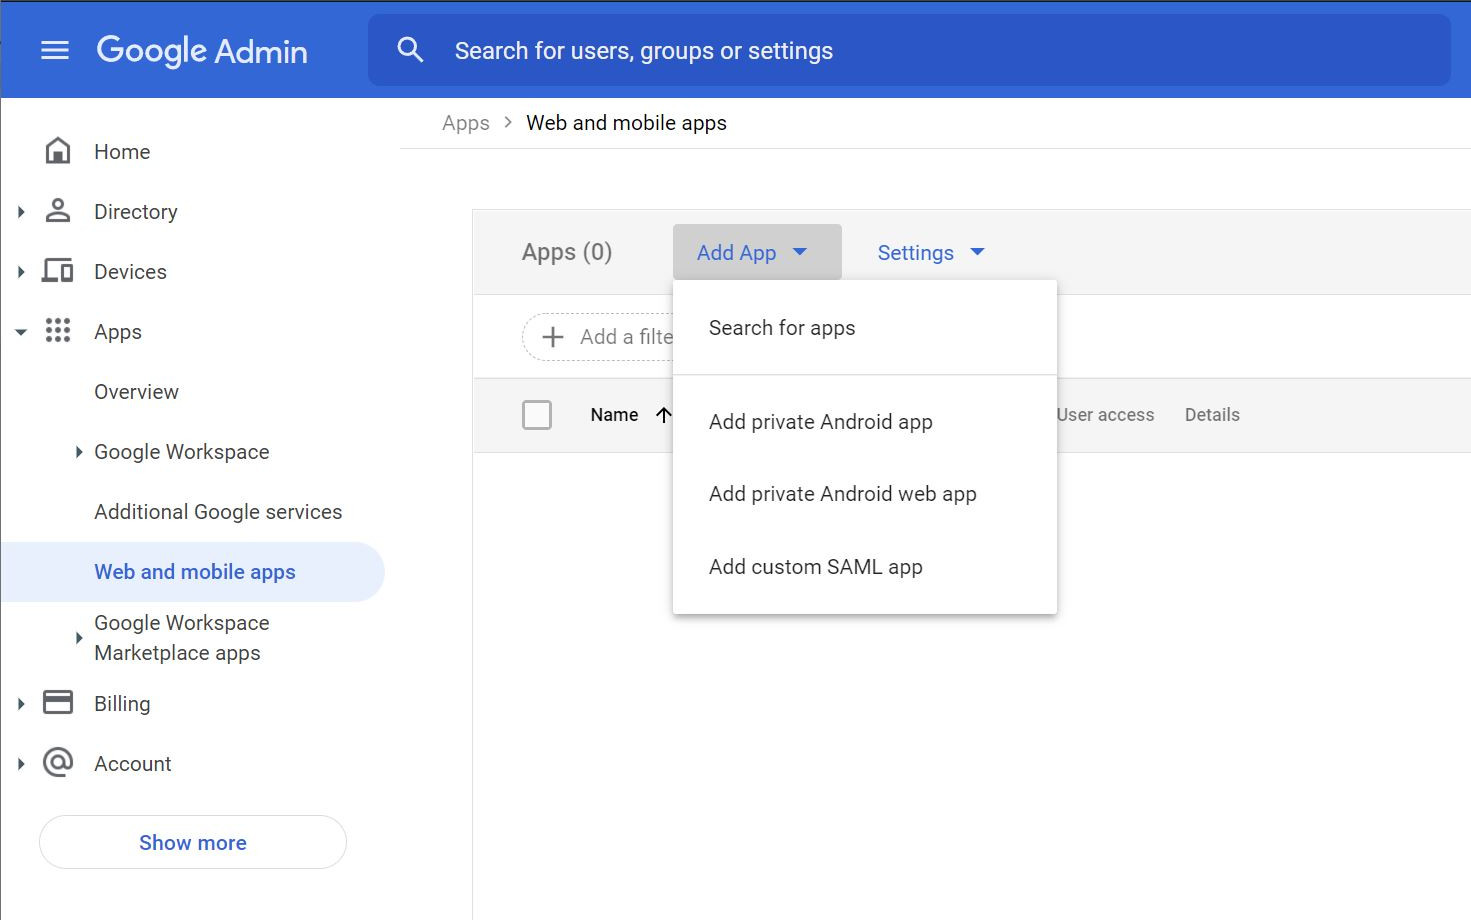 Google Admin
Search for users, groups or settings
Apps
Web and mobile apps
Home
Directory
Devices
Apps
Overview
Google Workspace
Additional Google services
Web and mobile apps
Google Workspace
Marketplace apps
Billing
Account
Show more
Apps (0)
Add App
Settings
Add a filte
Search for apps
Name
User access
Details
Add private Android app
Add private Android web app
Add custom SAML app